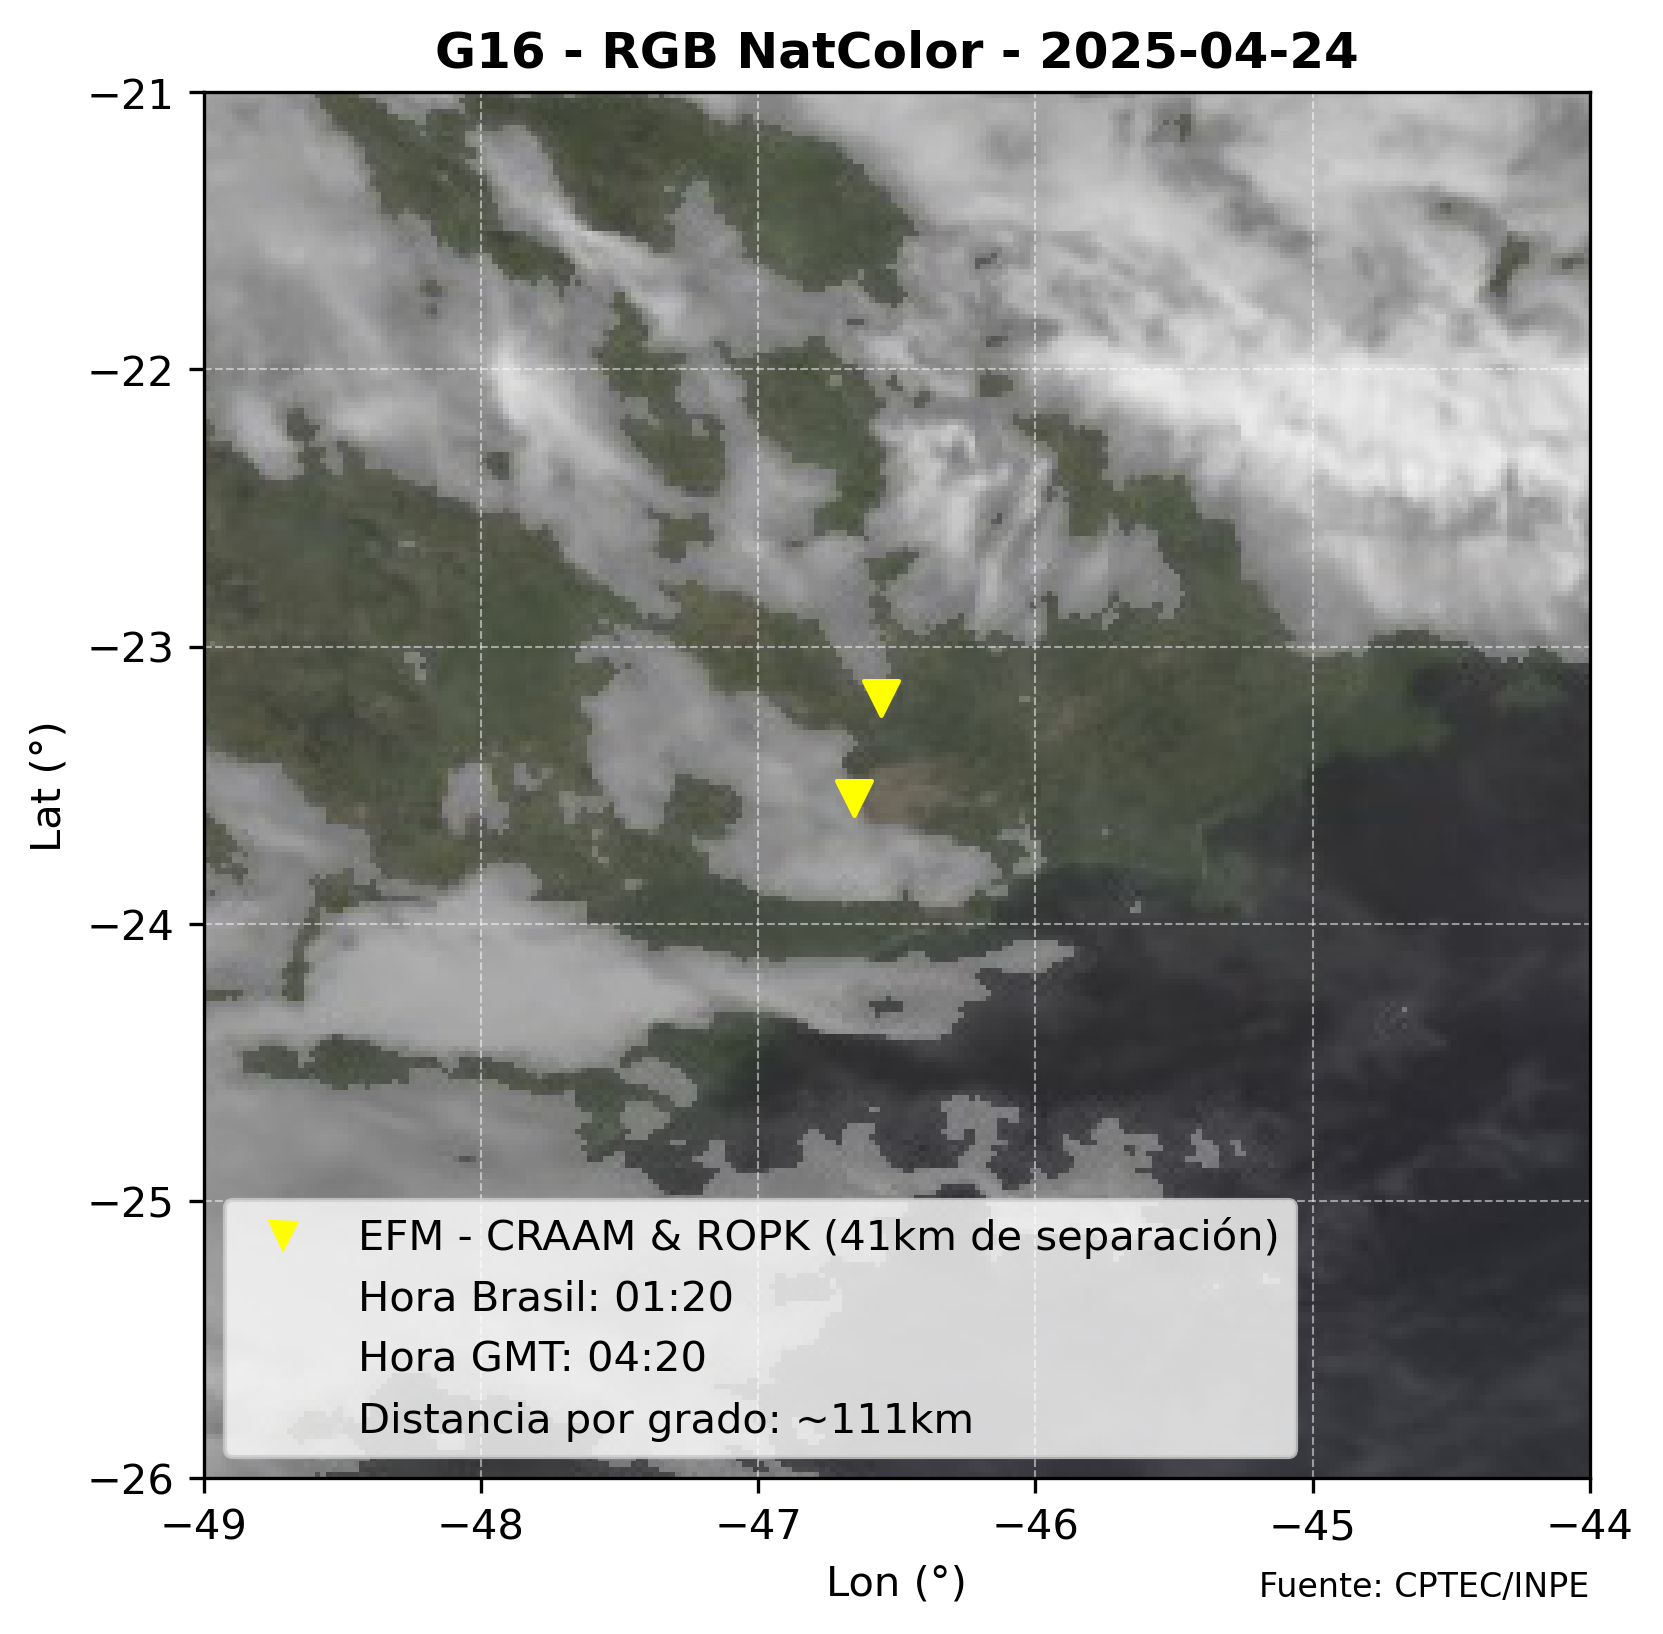 G16 - RGB NatColor - 2025-04-24
−21
−22
−23
−24
−25
−26
Lat (°)
EFM - CRAAM & ROPK (41km de separación)
Hora Brasil: 01:20
Hora GMT: 04:20
Distancia por grado: ~111km
−49 −48 −47 −46 −45 −44
Lon (°)
Fuente: CPTEC/INPE